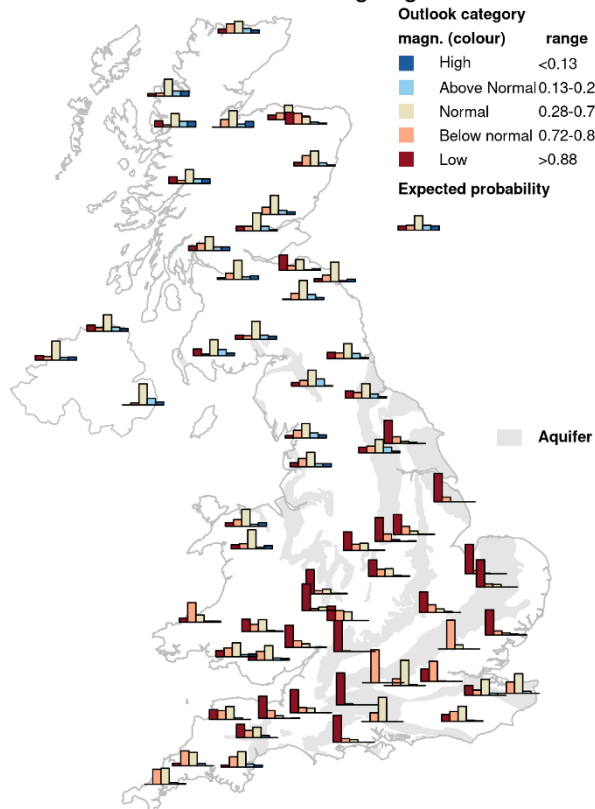 Outlook category
magn. (colour) range
High <0.13
Above Normal 0.13-0.2
Normal 0.28-0.7
Below normal 0.72-0.8
Low >0.88
Expected probability
Aquifer